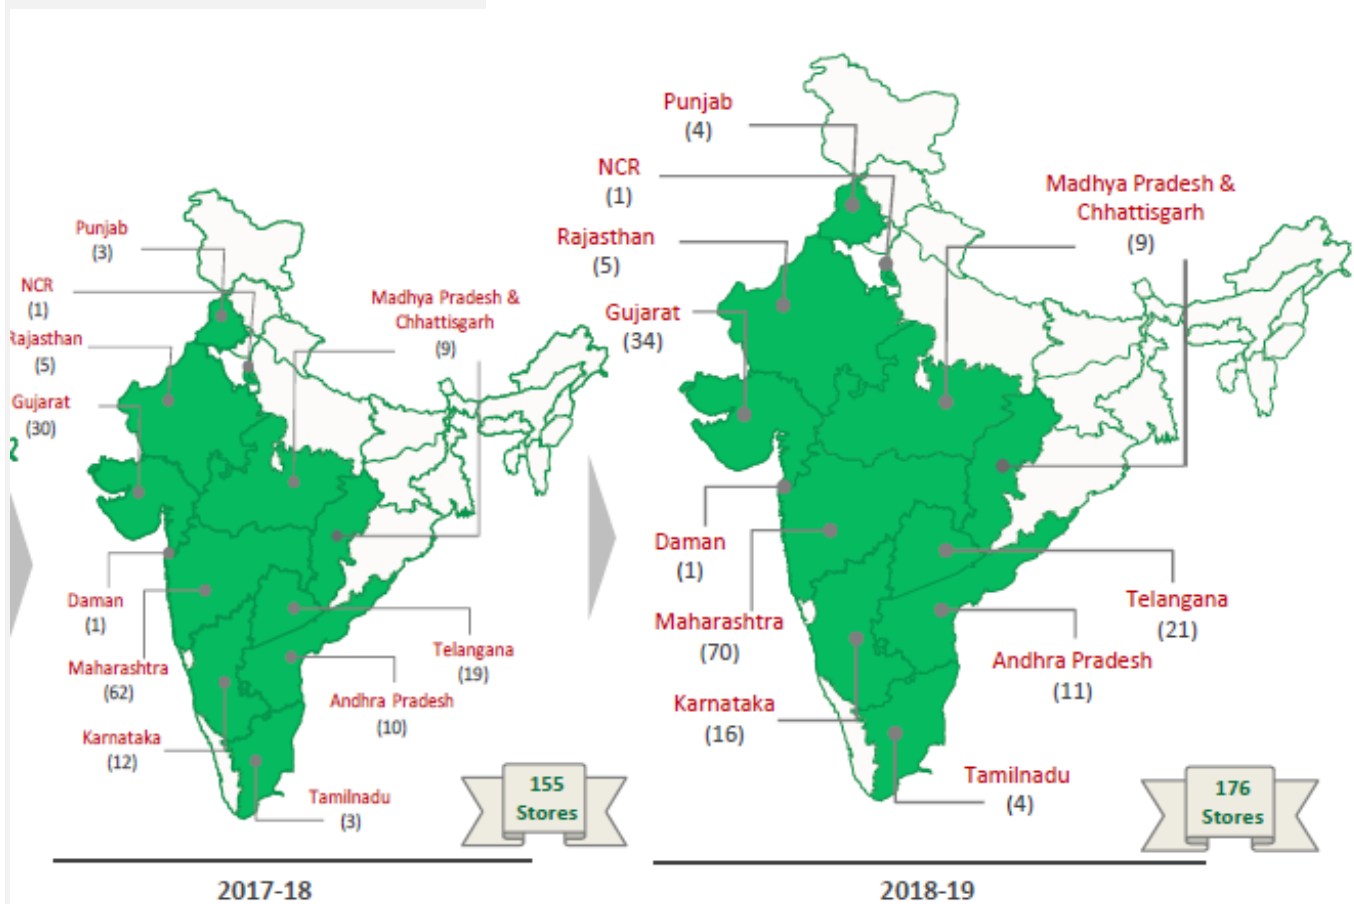 Punjab
(3)
NCR
(1)
Rajasthan
(5)
Gujarat
(30)
Madhya Pradesh &
Chhattisgarh
(9)
Daman
(1)
Maharashtra
(62)
Telangana
(19)
Andhra Pradesh
(10)
Karnataka
(12)
Tamilnadu
(3)
155
Stores
2017-18
Punjab
(4)
NCR
(1)
Rajasthan
(5)
Gujarat
(34)
Madhya Pradesh &
Chhattisgarh
(9)
Daman
(1)
Maharashtra
(70)
Telangana
(21)
Andhra Pradesh
(11)
Karnataka
(16)
Tamilnadu
(4)
176
Stores
2018-19